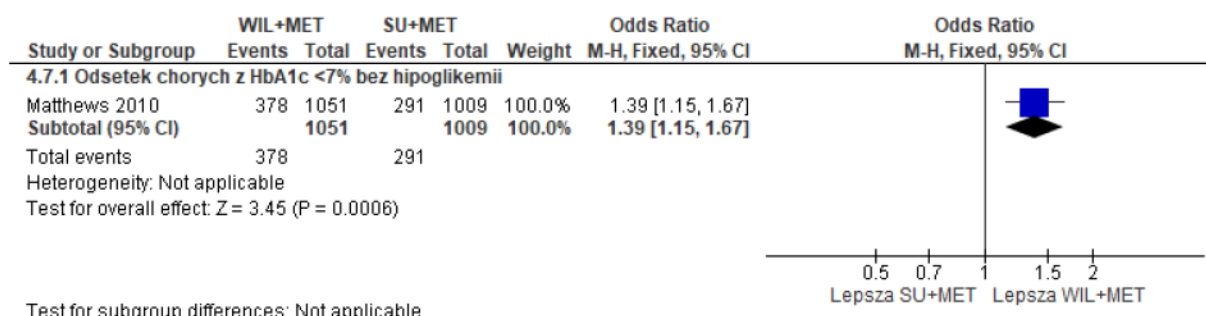 WIL+MET SU+MET Odds Ratio Odds Ratio
Study or Subgroup Events Total Events Total Weight M-H, Fixed, 95% CI M-H, Fixed, 95% CI
4.7.1 Odsetek chorych z HbA1c <7% bez hipoglikemii
Matthews 2010 378 1051 291 1009 100.0% 1.39 [1.15, 1.67]
Subtotal (95% CI) 1051 1009 100.0% 1.39 [1.15, 1.67]
Total events 378 291
Heterogeneity: Not applicable
Test for overall effect: Z = 3.45 (P = 0.0006)
0.5 0.7 1 1.5 2
Lepsza SU+MET Lepsza WIL+MET
Test for subgroup differences: Not applicable